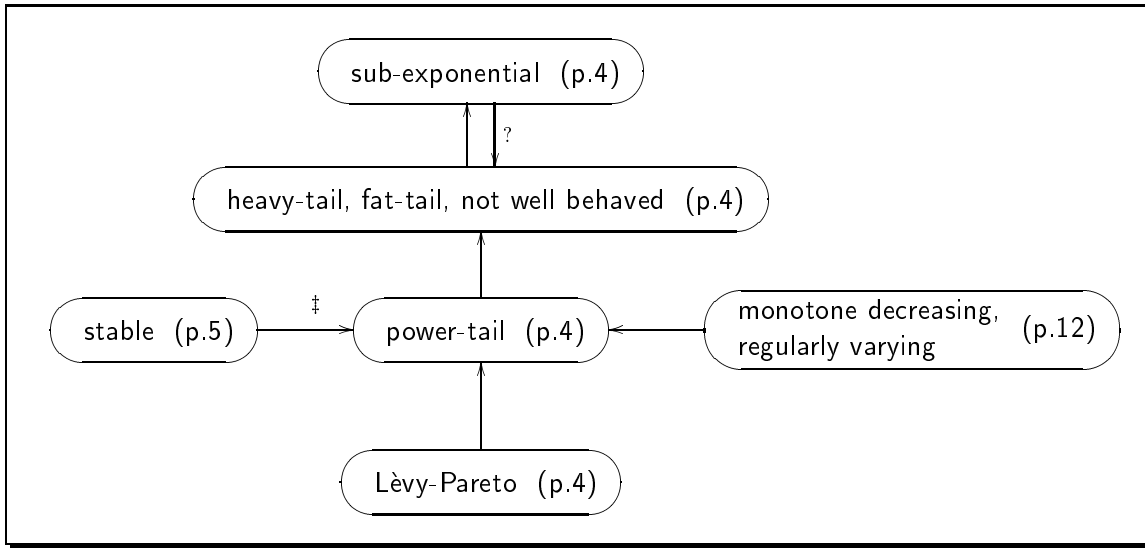 sub-exponential (p.4)
?
heavy-tail, fat-tail, not well behaved (p.4)
‡
stable (p.5)
power-tail (p.4)
monotone decreasing,
regularly varying
(p.12)
Lèvy-Pareto (p.4)